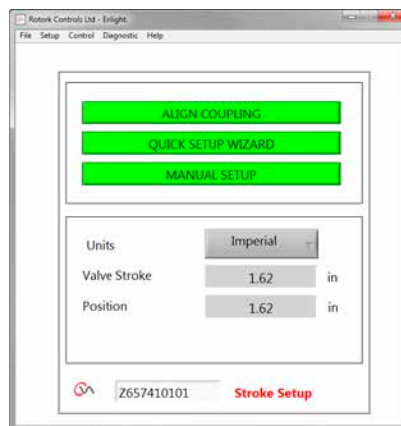 Rotork Controls Ltd - Enlight.
File Setup Control Diagnostic Help
ALIGN COUPLING
QUICK SETUP WIZARD
MANUAL SETUP
Units Imperial
Valve Stroke 1.62 in
Position 1.62 in
Z657410101 Stroke Setup